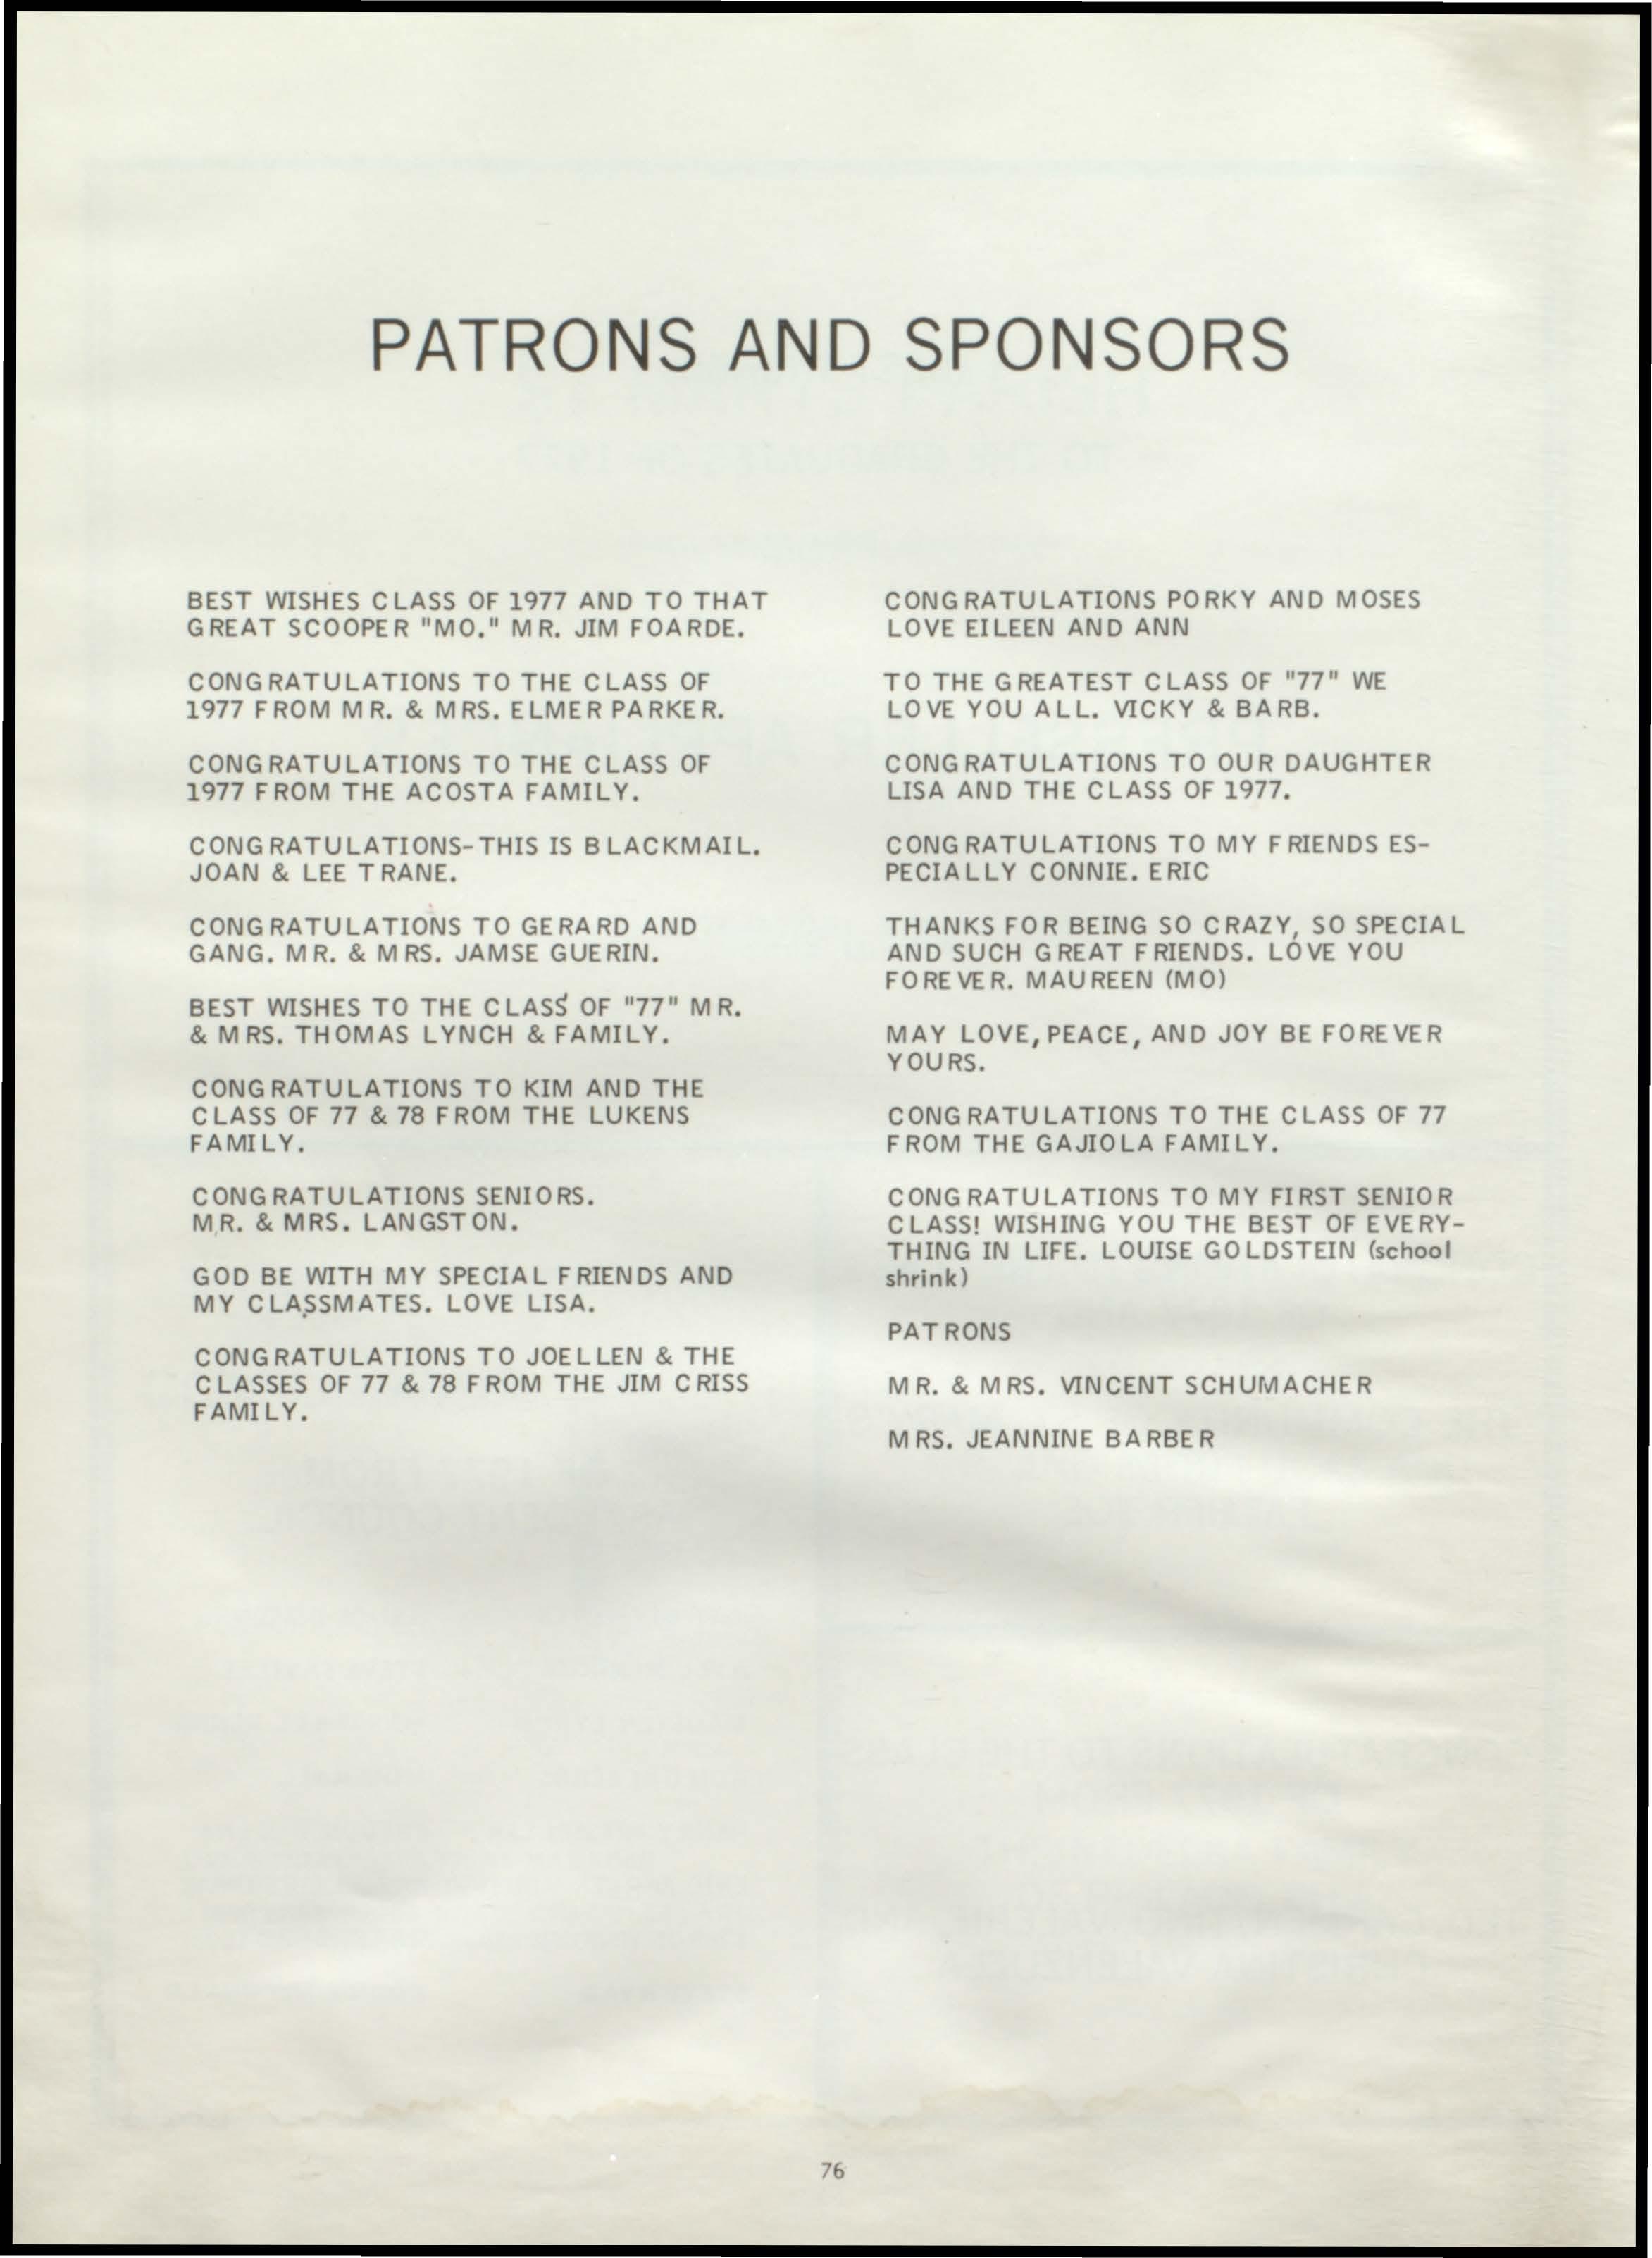 PATRONS AND SPONSORS
BEST WISHES CLASS OF 1977 AND TO THAT
GREAT SCOOPER "MO." MR. JIM FOARDE.
CONGRATULATIONS TO THE CLASS OF
1977 FROM MR. & MRS. ELMER PARKER.
CONGRATULATIONS TO THE CLASS OF
1977 FROM THE ACOSTA FAMILY.
CONGRATULATIONS-THIS IS BLACKMAIL.
JOAN & LEE TRANE.
CONGRATULATIONS TO GERARD AND
GANG. MR. & MRS. JAMSE GUERIN.
BEST WISHES TO THE CLASS OF "77" MR.
& MRS. THOMAS LYNCH & FAMILY.
CONGRATULATIONS TO KIM AND THE
CLASS OF 77 & 78 FROM THE LUKENS
FAMILY.
CONGRATULATIONS SENIORS.
MR. & MRS. LANGSTON.
GOD BE WITH MY SPECIAL FRIENDS AND
MY CLASSMATES. LOVE LISA.
CONGRATULATIONS TO JOELLEN & THE
CLASSES OF 77 & 78 FROM THE JIM CRISS
FAMILY.
CONGRATULATIONS PORKY AND MOSES
LOVE EILEEN AND ANN
TO THE GREATEST CLASS OF "77" WE
LOVE YOU ALL. VICKY & BARB.
CONGRATULATIONS TO OUR DAUGHTER
LISA AND THE CLASS OF 1977.
CONGRATULATIONS TO MY FRIENDS ES-
PECIALLY CONNIE. ERIC
THANKS FOR BEING SO CRAZY, SO SPECIAL
AND SUCH GREAT FRIENDS. LOVE YOU
FOREVER. MAUREEN (MO)
MAY LOVE, PEACE, AND JOY BE FOREVER
YOURS.
CONGRATULATIONS TO THE CLASS OF 77
FROM THE GAJIOLA FAMILY.
CONGRATULATIONS TO MY FIRST SENIOR
CLASS! WISHING YOU THE BEST OF EVERY-
THING IN LIFE. LOUISE GOLDSTEIN (school
shrink)
PATRONS
MR. & MRS. VINCENT SCHUMACHER
MRS. JEANNINE BARBER
76